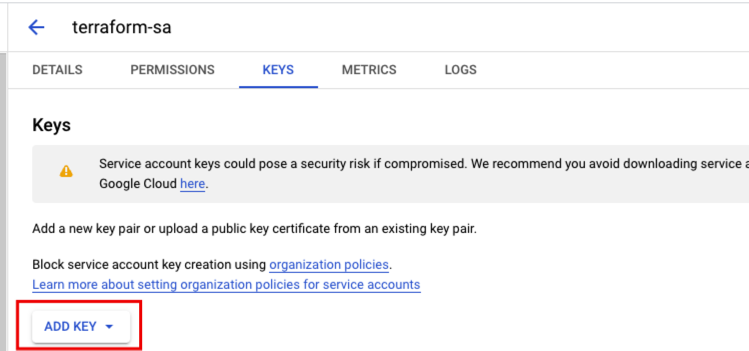 terraform-sa
DETAILS PERMISSIONS KEYS METRICS LOGS
Keys
Service account keys could pose a security risk if compromised. We recommend you avoid downloading service
Google Cloud here.
Add a new key pair or upload a public key certificate from an existing key pair.
Block service account key creation using organization policies.
Learn more about setting organization policies for service accounts
ADD KEY